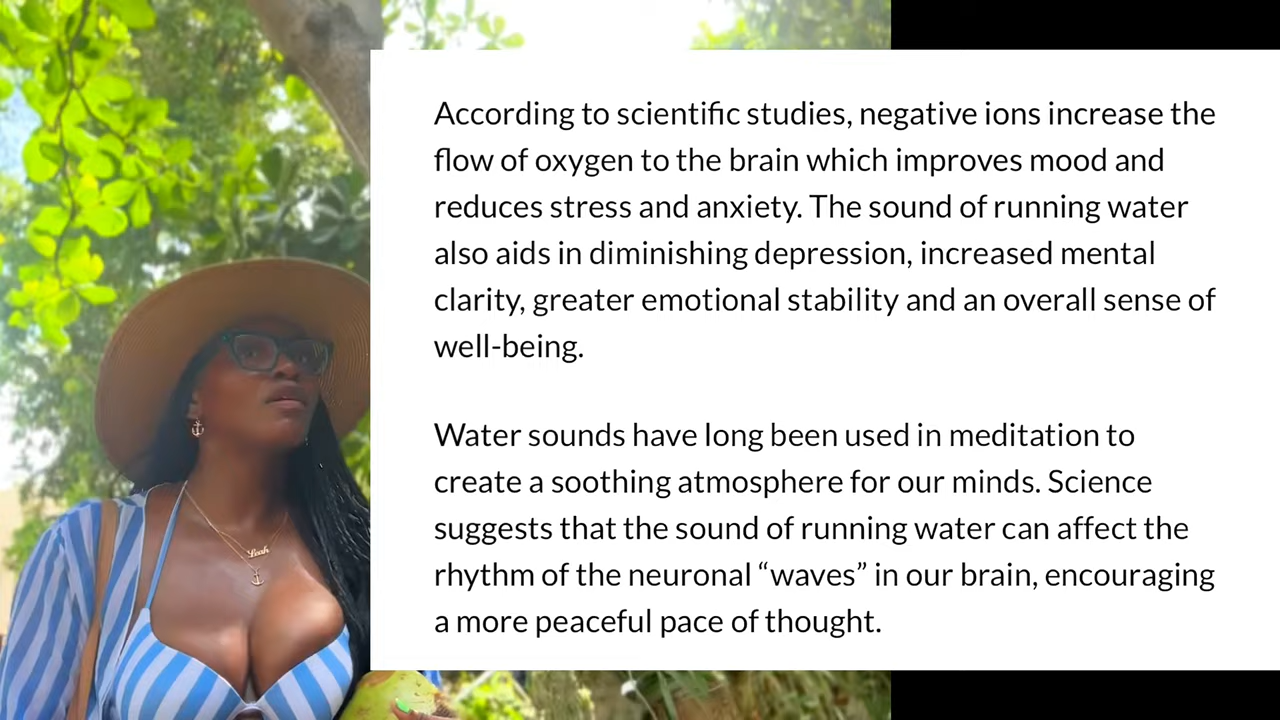 According to scientific studies, negative ions increase the
flow of oxygen to the brain which improves mood and
reduces stress and anxiety. The sound of running water
also aids in diminishing depression, increased mental
clarity, greater emotional stability and an overall sense of
well-being.
Water sounds have long been used in meditation to
create a soothing atmosphere for our minds. Science
suggests that the sound of running water can affect the
rhythm of the neuronal “waves” in our brain, encouraging
a more peaceful pace of thought.
Leah